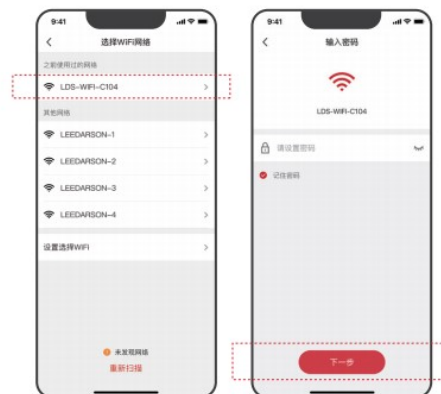 9:41
选择WiFi网络
之前使用过的网络
LDS-WIFI-C104
其他网络
LEEDARSON-1
LEEDARSON-2
LEEDARSON-3
LEEDARSON-4
设置选择WiFi
未发现网络
重新扫描
9:41
输入密码
LDS-WIFI-C104
请设置密码
记住密码
下一步